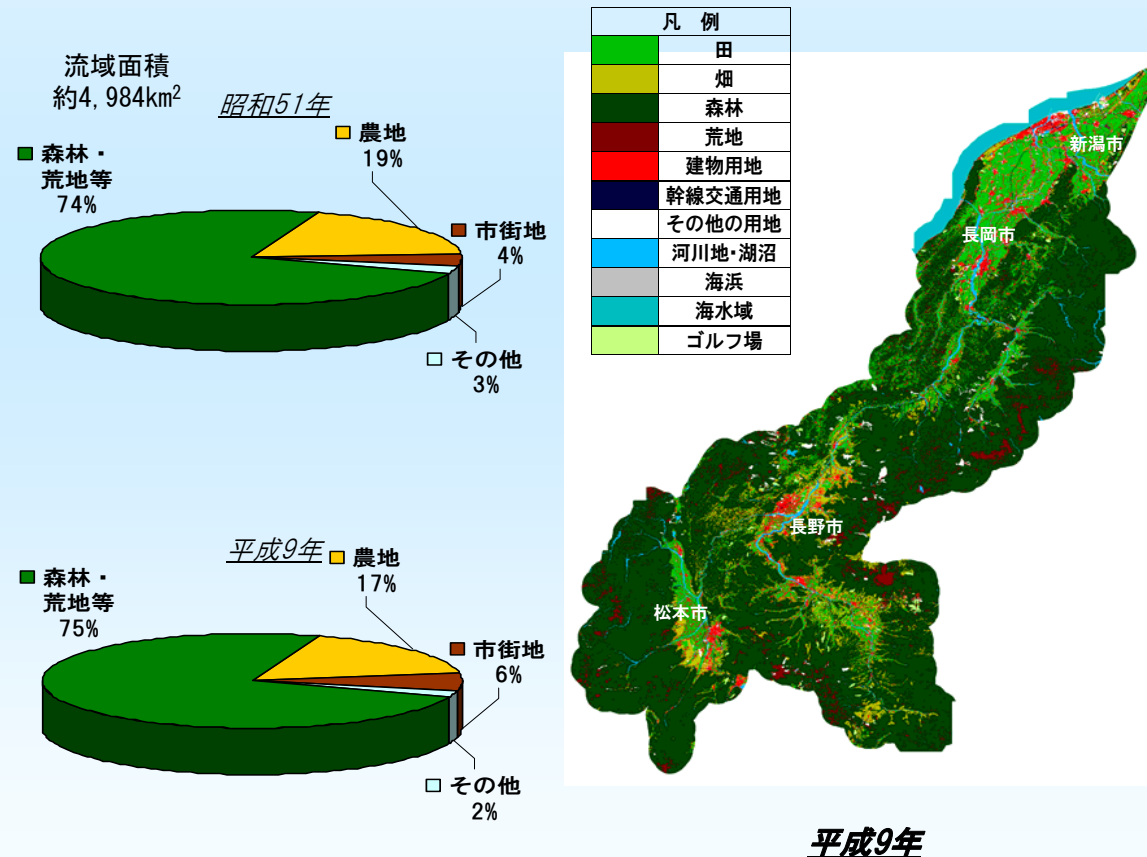 流域面積
約4,984km²
昭和51年
農地
19%
森林・
荒地等
74%
市街地
4%
その他
3%
平成9年
農地
17%
森林・
荒地等
75%
市街地
6%
その他
2%
凡 例
田
畑
森林
荒地
建物用地
幹線交通用地
その他の用地
河川地・湖沼
海浜
海水域
ゴルフ場
新潟市
長岡市
長野市
松本市
平成9年